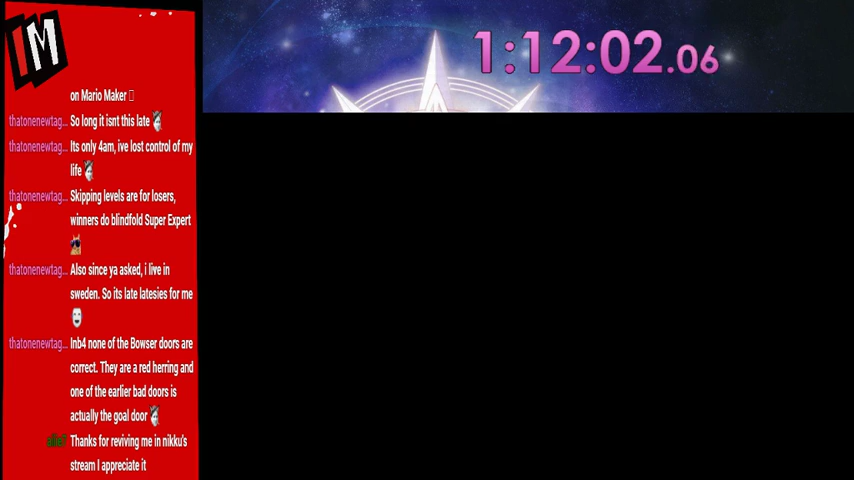 IM
1:12:02.06
on Mario Maker
thatonenewtag... So long it isnt this late
thatonenewtag... Its only 4am, ive lost control of my
life
thatonenewtag... Skipping levels are for losers,
winners do blindfold Super Expert
thatonenewtag... Also since ya asked, i live in
sweden. So its late latesies for me
thatonenewtag... Inb4 none of the Bowser doors are
correct. They are a red herring and
one of the earlier bad doors is
actually the goal door
Thanks for reviving me in nikku's
stream I appreciate it